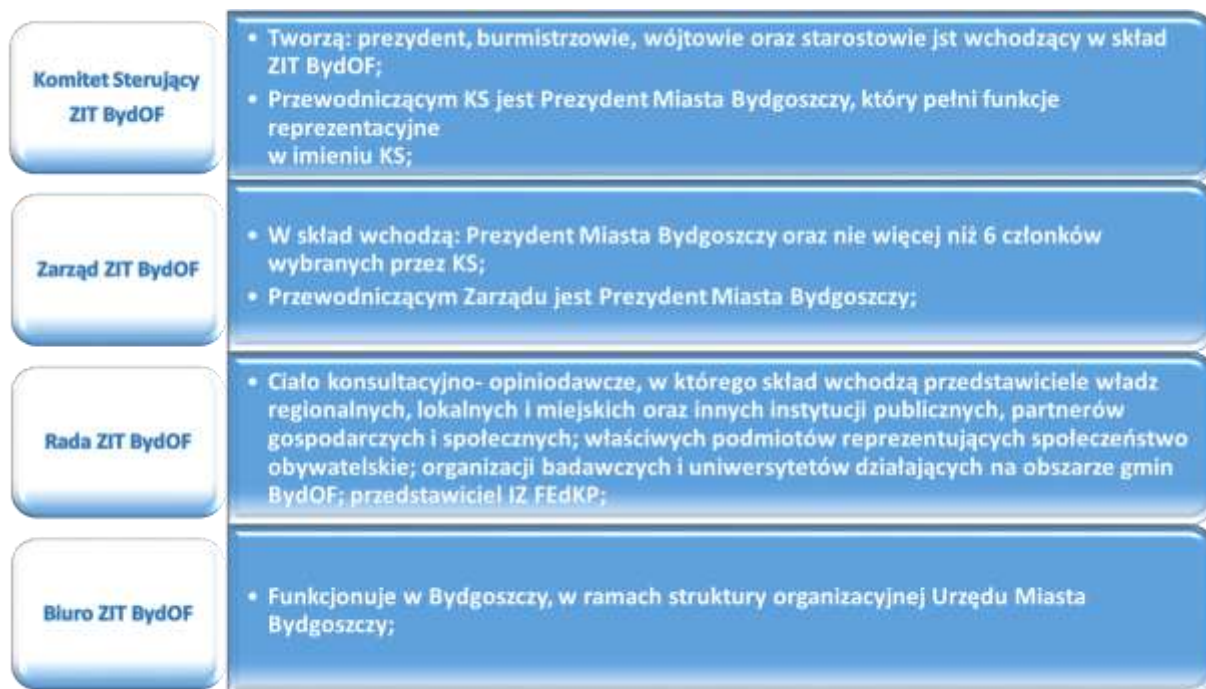 Komitet Sterujący
ZIT BydOF
• Tworzą: prezydent, burmistrzowie, wójtowie oraz starostowie jst wchodzący w skład
ZIT BydOF;
• Przewodniczącym KS jest Prezydent Miasta Bydgoszczy, który pełni funkcje
reprezentacyjne
w imieniu KS;
Zarząd ZIT BydOF
• W skład wchodzą: Prezydent Miasta Bydgoszczy oraz nie więcej niż 6 członków
wybranych przez KS;
• Przewodniczącym Zarządu jest Prezydent Miasta Bydgoszczy;
Rada ZIT BydOF
• Ciało konsultacyjno- opiniodawcze, w którego skład wchodzą przedstawiciele władz
regionalnych, lokalnych i miejskich oraz innych instytucji publicznych, partnerów
gospodarczych i społecznych; właściwych podmiotów reprezentujących społeczeństwo
obywatelskie; organizacji badawczych i uniwersytetów działających na obszarze gmin
BydOF; przedstawiciel IZ FEdKP;
Biuro ZIT BydOF
• Funkcjonuje w Bydgoszczy, w ramach struktury organizacyjnej Urzędu Miasta
Bydgoszczy;